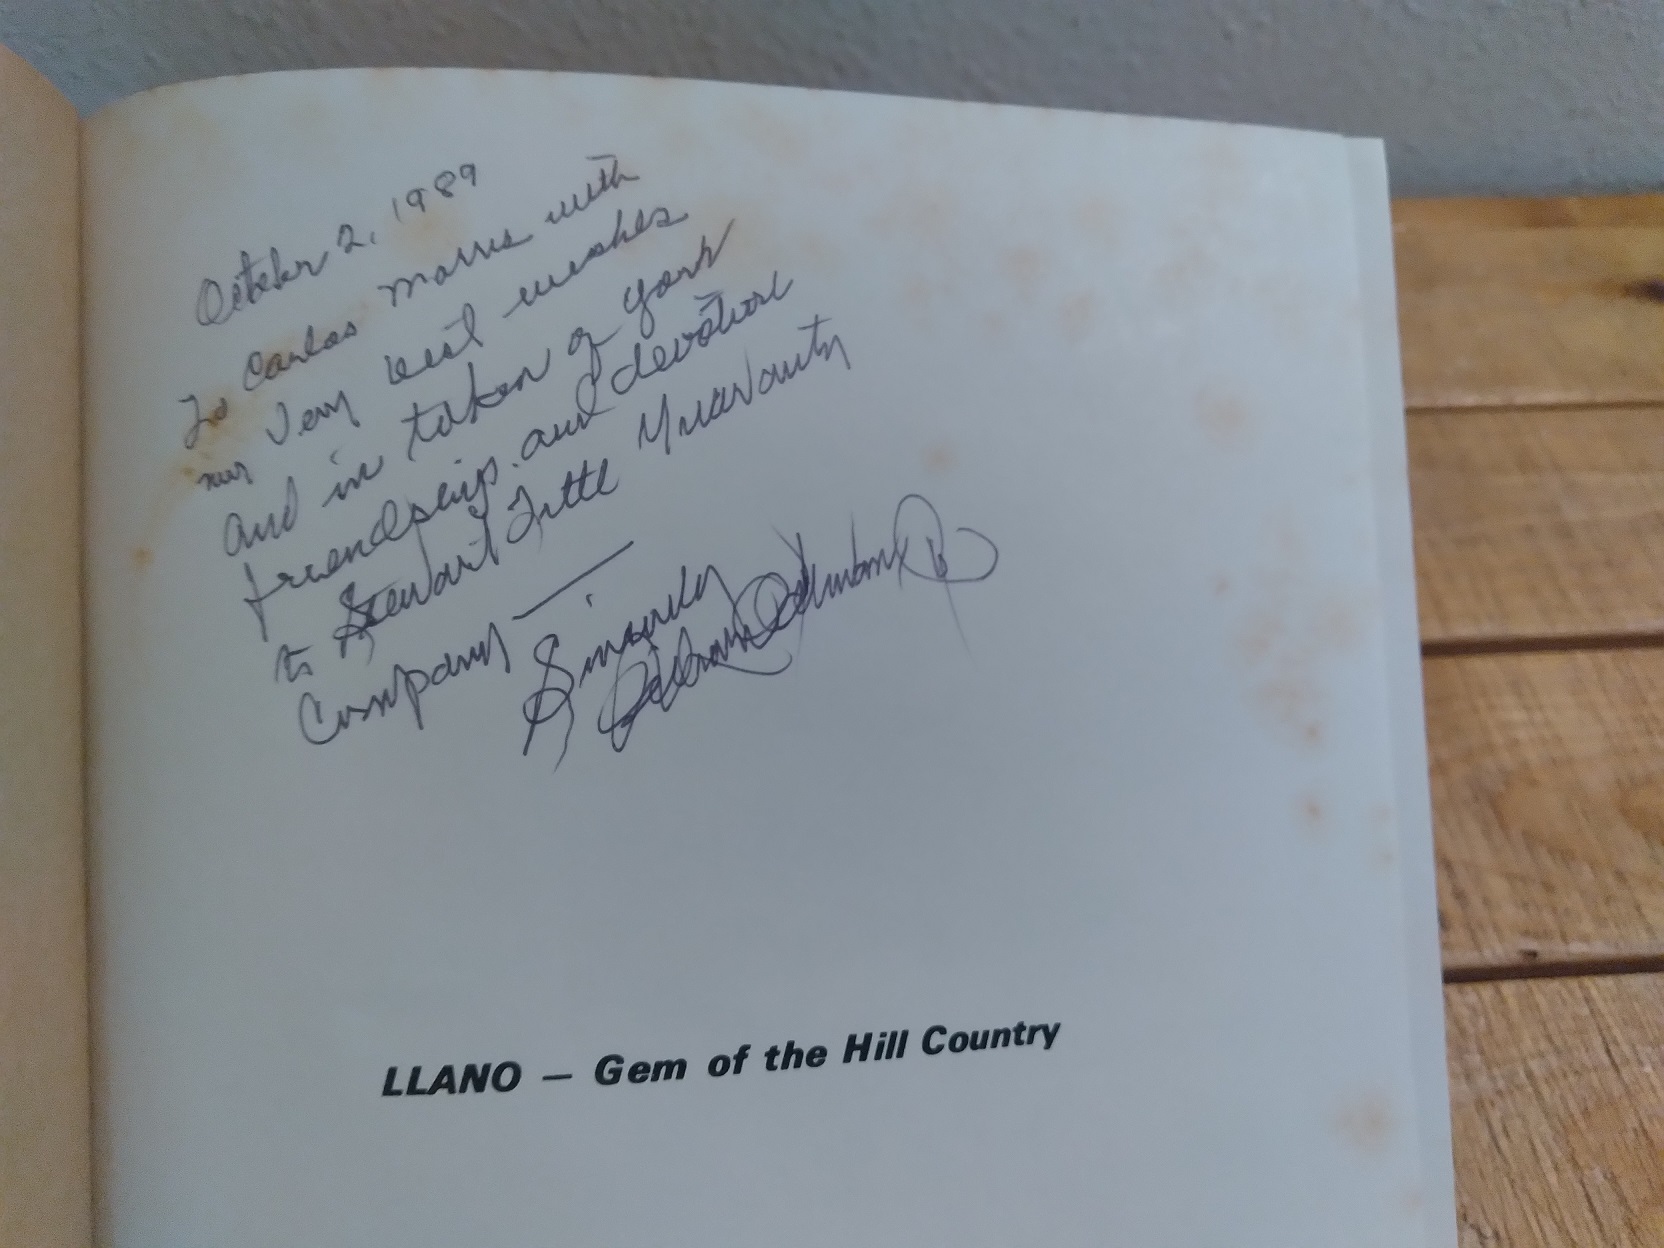 October 2, 1989
To Carlos Morris with
my very best wishes
and in token of your
friendship and devotion
to Stewart Title Guaranty
Company —
Sincerely
LLANO — Gem of the Hill Country